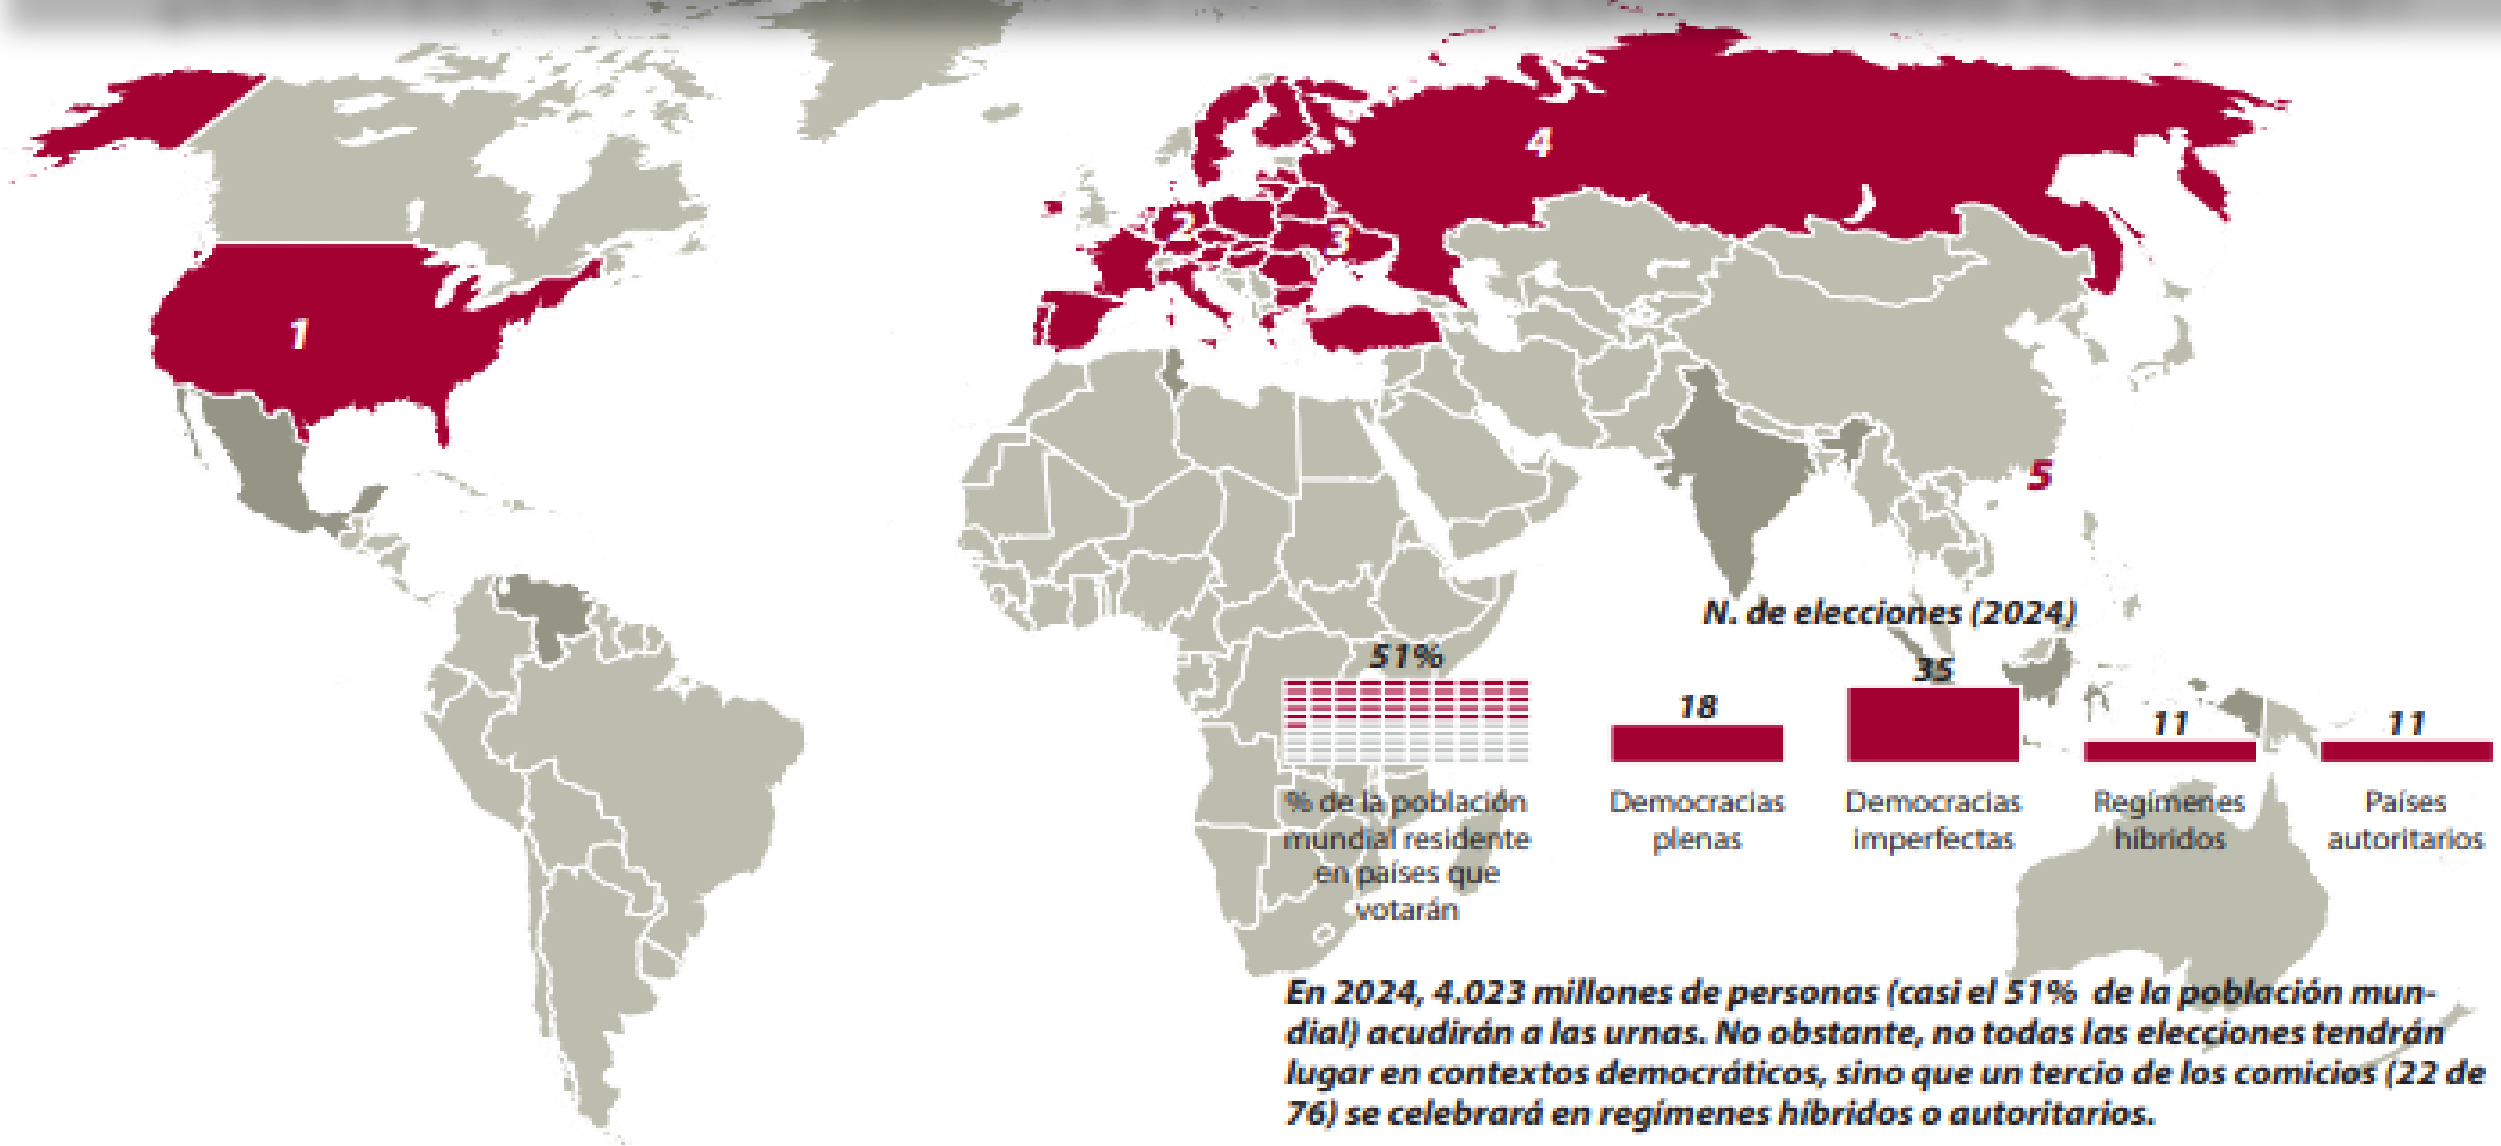 4
2
3
1
5
N. de elecciones (2024)
51%
35
18
11
11
% de la población
mundial residente
en países que
votarán
Democracias
plenas
Democracias
imperfectas
Regímenes
híbridos
Países
autoritarios
En 2024, 4.023 millones de personas (casi el 51% de la población mun-
dial) acudirán a las urnas. No obstante, no todas las elecciones tendrán
lugar en contextos democráticos, sino que un tercio de los comicios (22 de
76) se celebrará en regímenes híbridos o autoritarios.